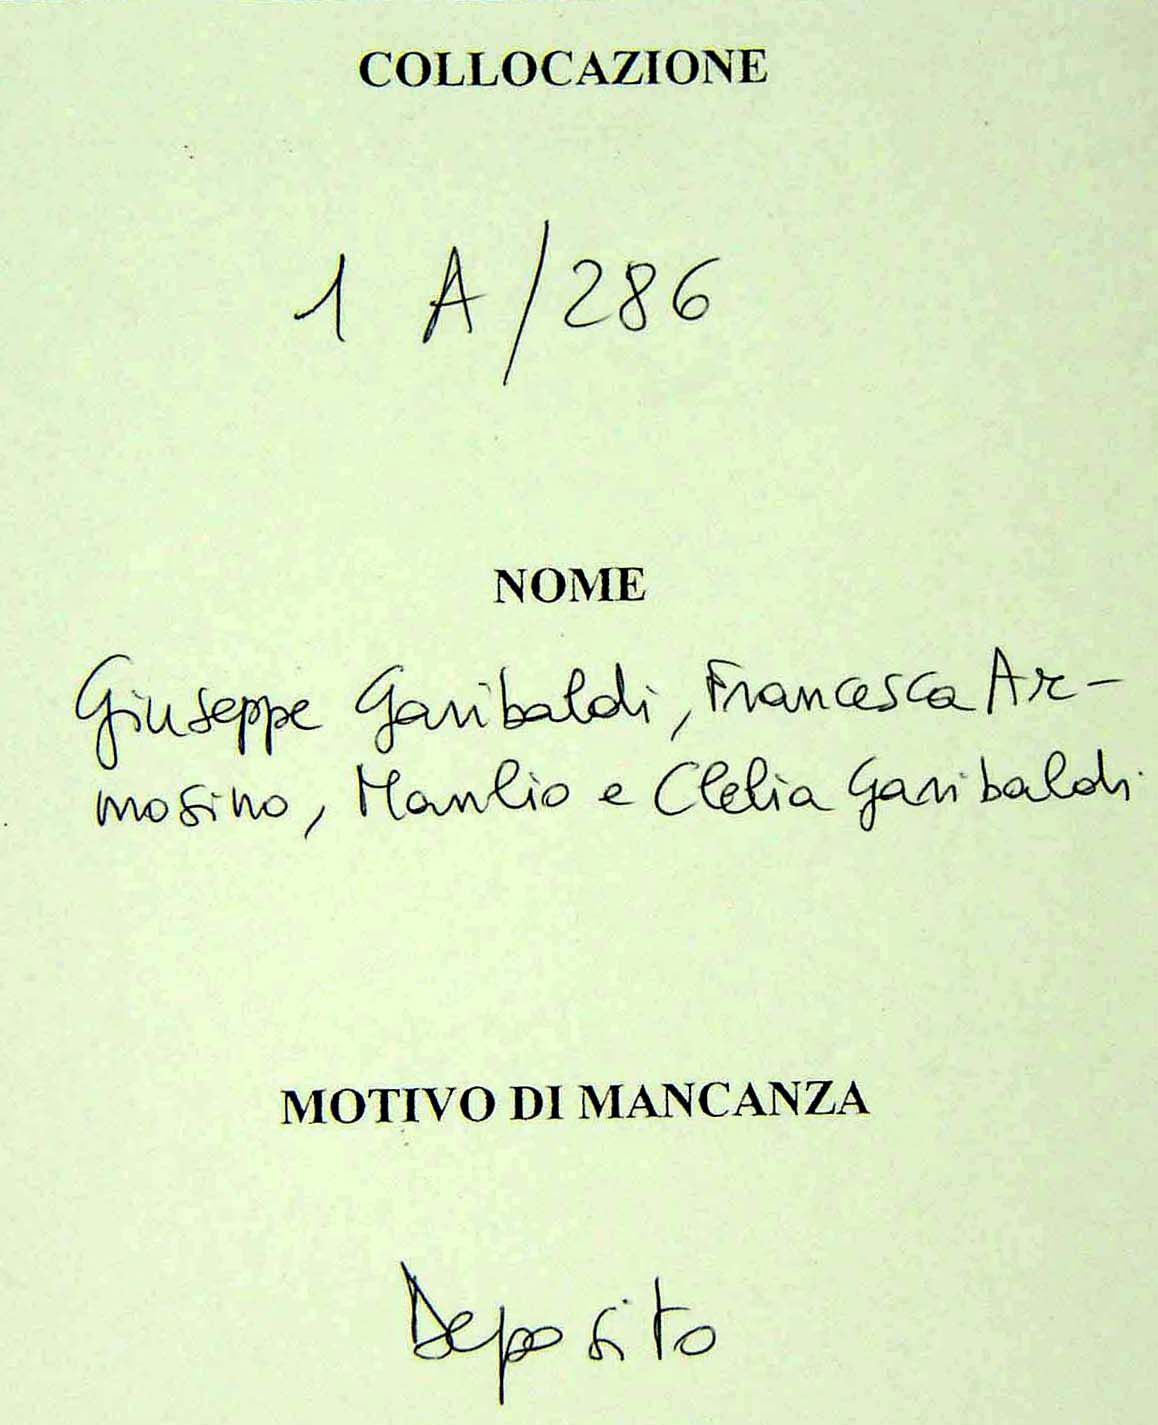 COLLOCAZIONE
1 A/286
NOME
Giuseppe Garibaldi, Francesca Ar-
mosino, Manlio e Clelia Garibaldi
MOTIVO DI MANCANZA
Deposito